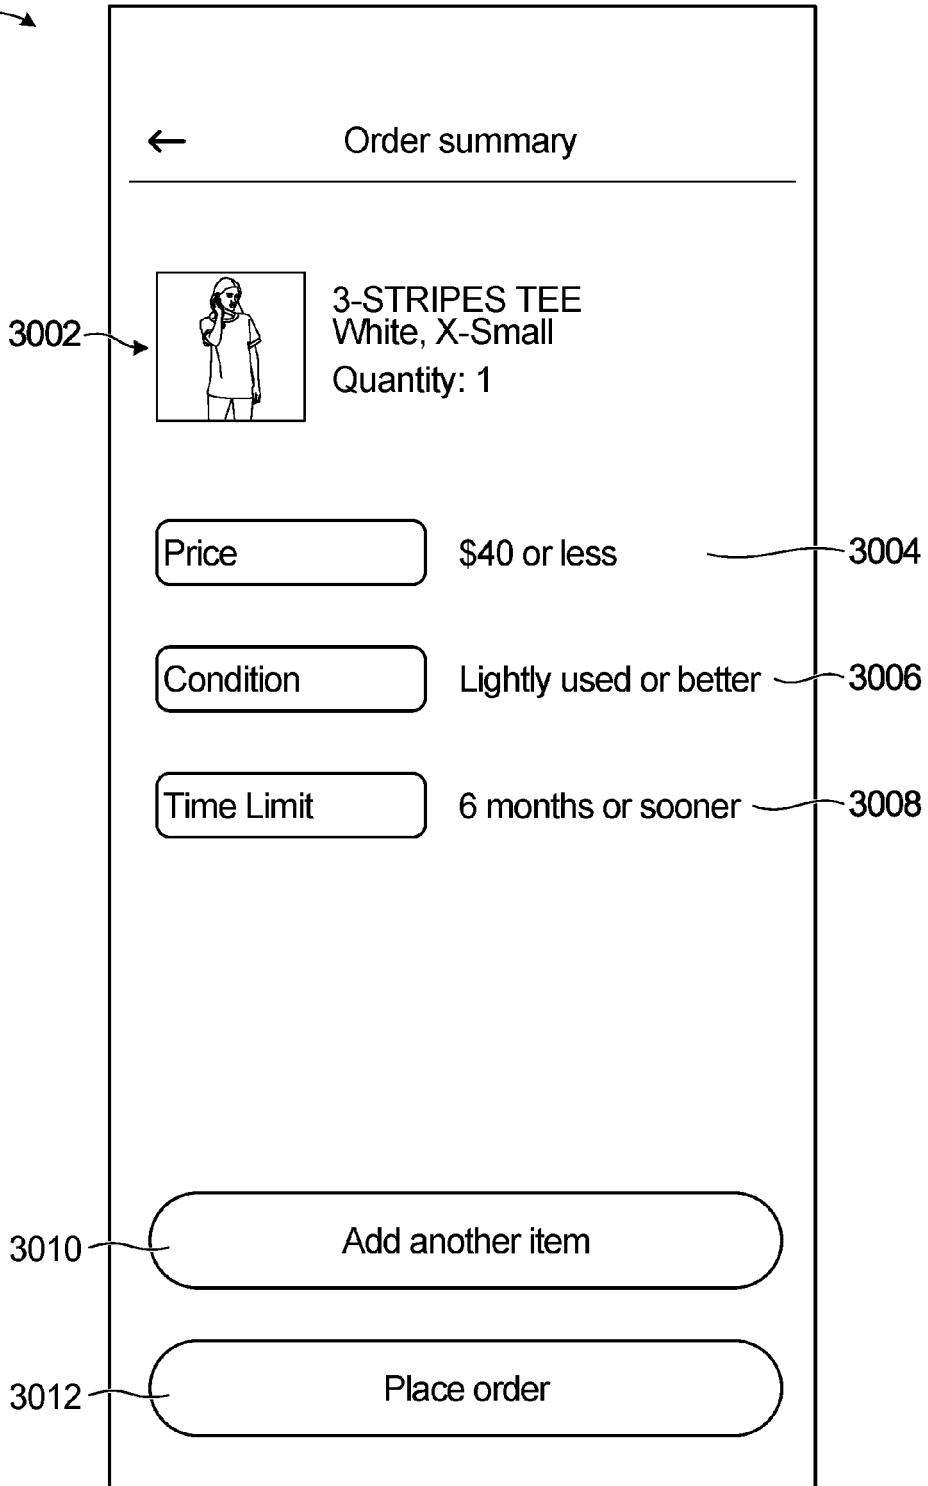 Order summary
3002
3-STRIPES TEE
White, X-Small
Quantity: 1
Price $40 or less 3004
Condition Lightly used or better 3006
Time Limit 6 months or sooner 3008
3010 Add another item
3012 Place order